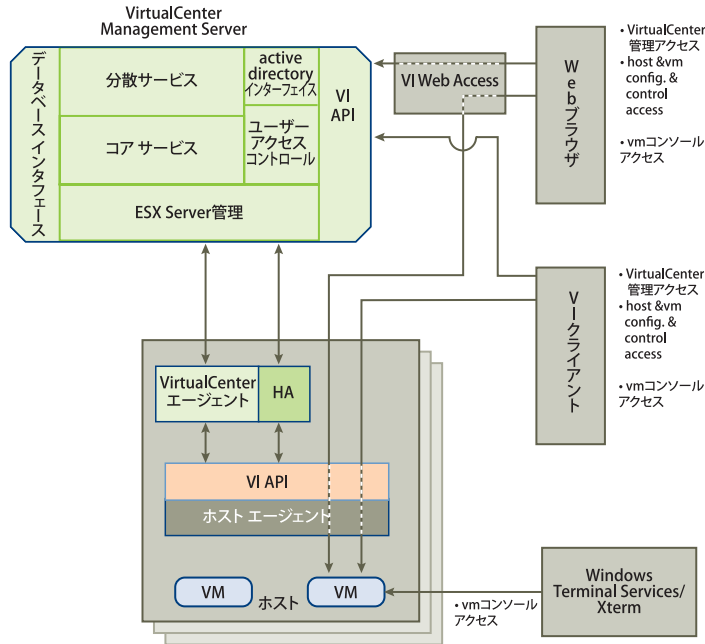 VirtualCenter
Management Server
データベース インタフェース
分散サービス
active
directory
インターフェイス
コア サービス
ユーザー
アクセス
コントロール
VI
API
ESX Server管理
VI Web Access
Webブラウザ
• VirtualCenter
管理アクセス
• host &vm
config. &
control
access
• vmコンソール
アクセス
VIクライアント
• VirtualCenter
管理アクセス
• host &vm
config. &
control
access
• vmコンソール
アクセス
VirtualCenter
エージェント
HA
VI API
ホスト エージェント
VM
ホスト
VM
• vmコンソール
アクセス
Windows
Terminal Services/
Xterm